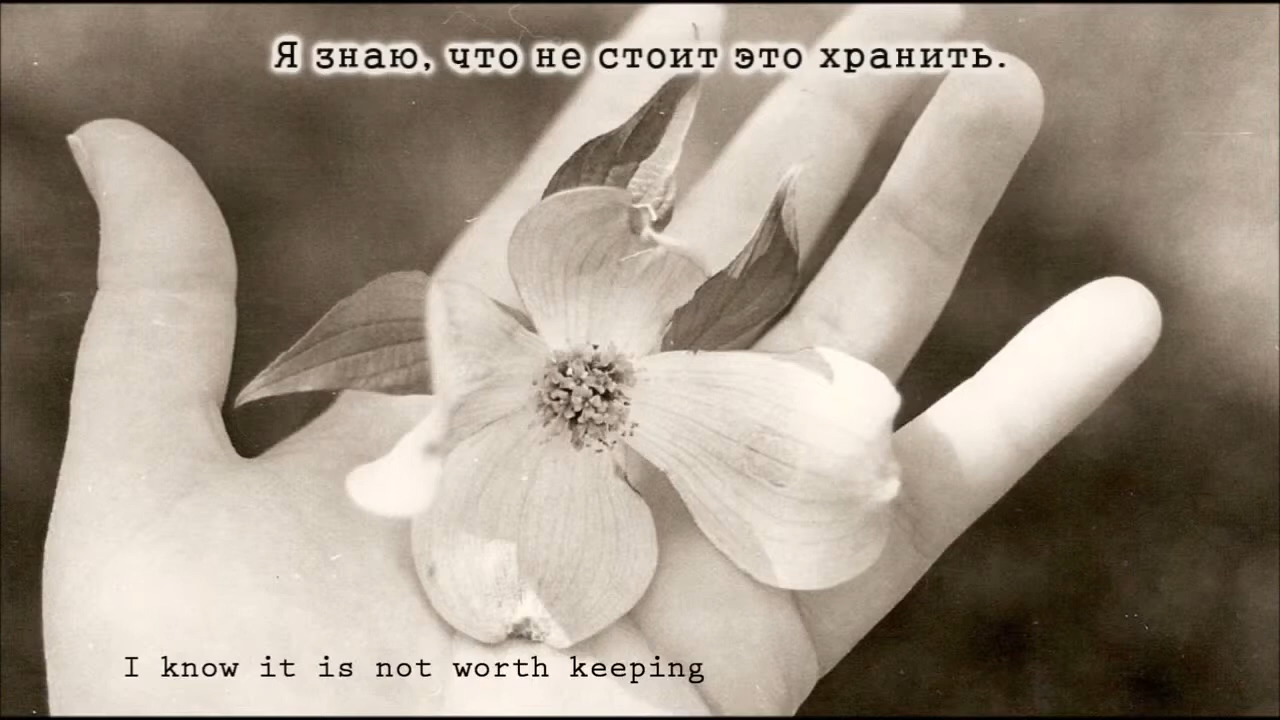 Я знаю, что не стоит это хранить.
I know it is not worth keeping